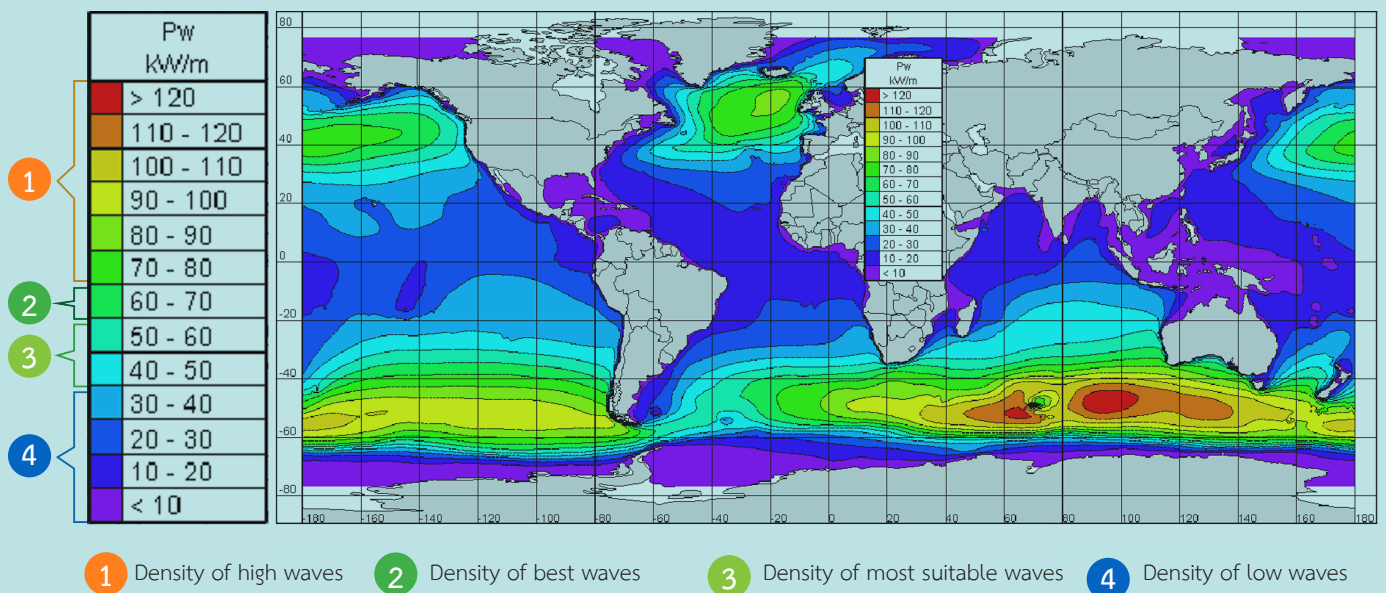 Pw
kW/m
> 120
110 - 120
100 - 110
90 - 100
80 - 90
70 - 80
60 - 70
50 - 60
40 - 50
30 - 40
20 - 30
10 - 20
< 10
1
2
3
4
80
60
40
20
0
-20
-40
-60
-80
-180
-160
-140
-120
-100
-80
-60
-40
-20
0
20
40
60
80
100
120
140
160
180
Pw
kW/m
> 120
110 - 120
100 - 110
90 - 100
80 - 90
70 - 80
60 - 70
50 - 60
40 - 50
30 - 40
20 - 30
10 - 20
< 10
1 Density of high waves 2 Density of best waves 3 Density of most suitable waves 4 Density of low waves